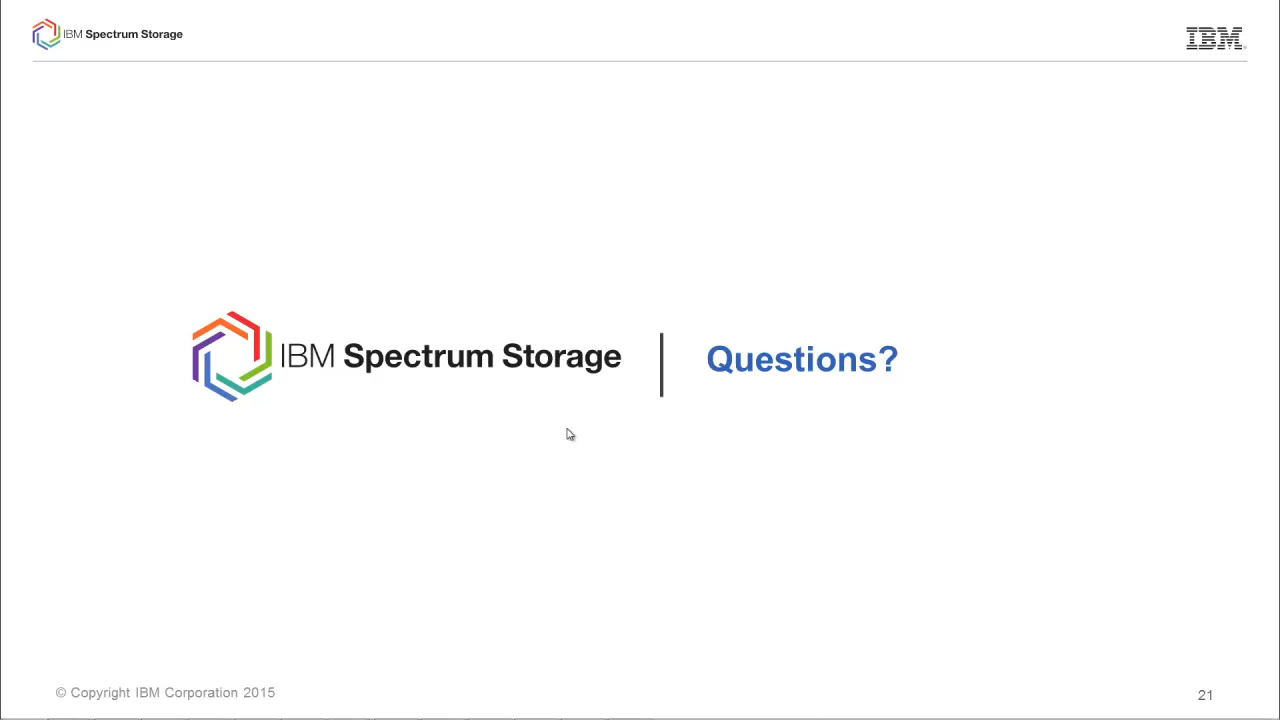 IBM Spectrum Storage
IBM
IBM Spectrum Storage
Questions?
© Copyright IBM Corporation 2015
21